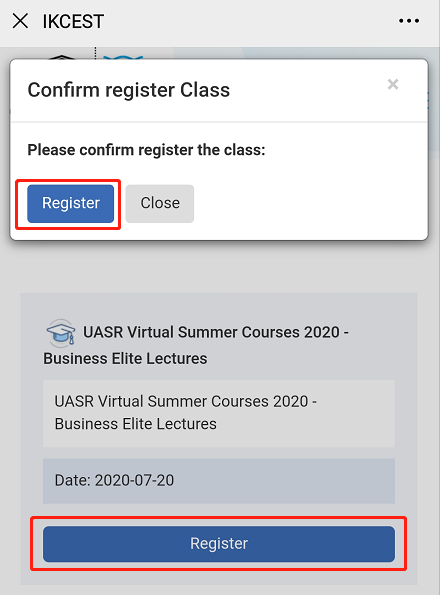 IKCEST
Confirm register Class
×
Please confirm register the class:
Register
Close
UASR Virtual Summer Courses 2020 -
Business Elite Lectures
UASR Virtual Summer Courses 2020 -
Business Elite Lectures
Date: 2020-07-20
Register